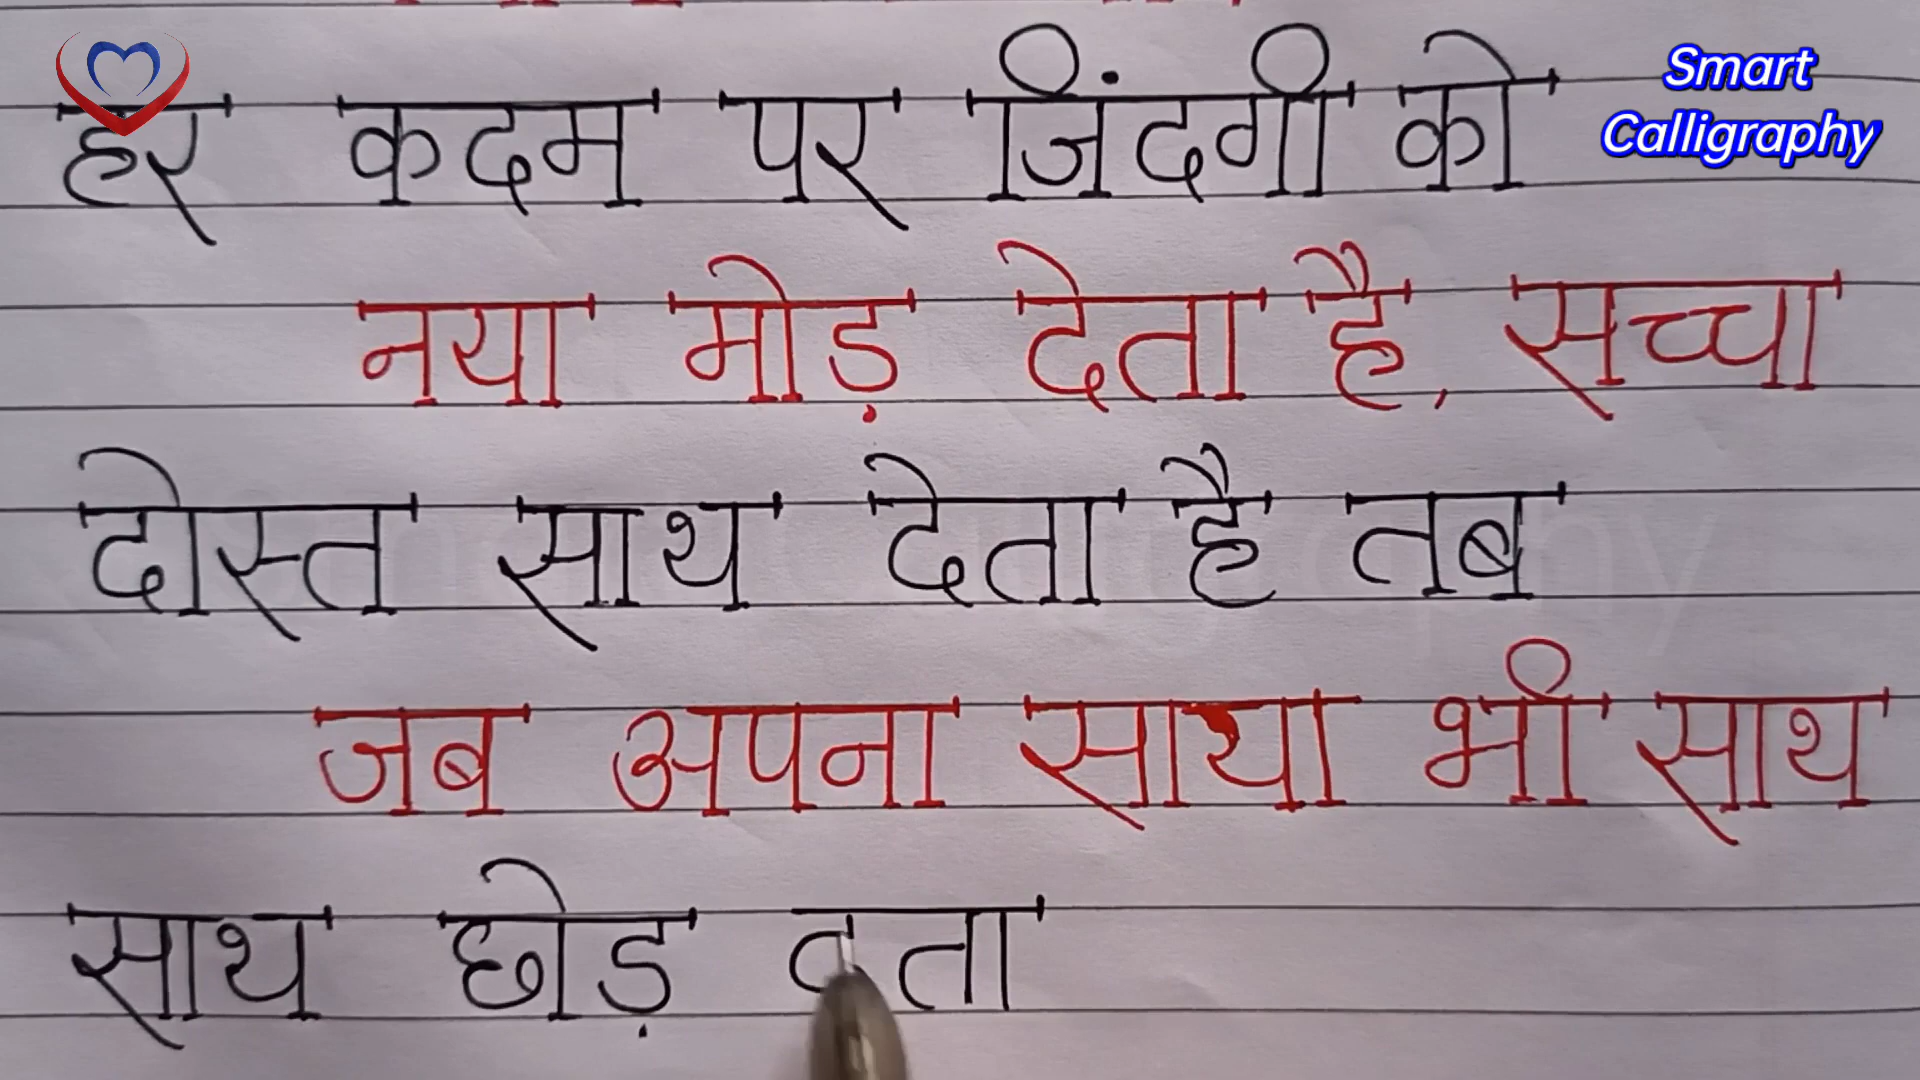 Smart
Calligraphy
हर कदम पर जिंदगी को
नया मोड़ देता है, सच्चा
दोस्त साथ देता है तब
जब अपना साया भी साथ
साथ छोड़